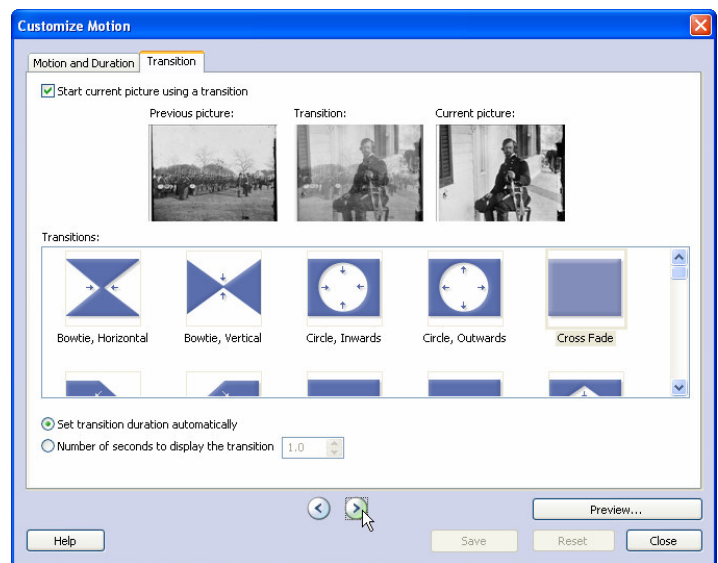 Customize Motion
Motion and Duration Transition
Start current picture using a transition
Previous picture: Transition: Current picture:
Transitions:
Bowtie, Horizontal Bowtie, Vertical Circle, Inwards Circle, Outwards Cross Fade
Set transition duration automatically
Number of seconds to display the transition 1.0
Preview...
Help Save Reset Close